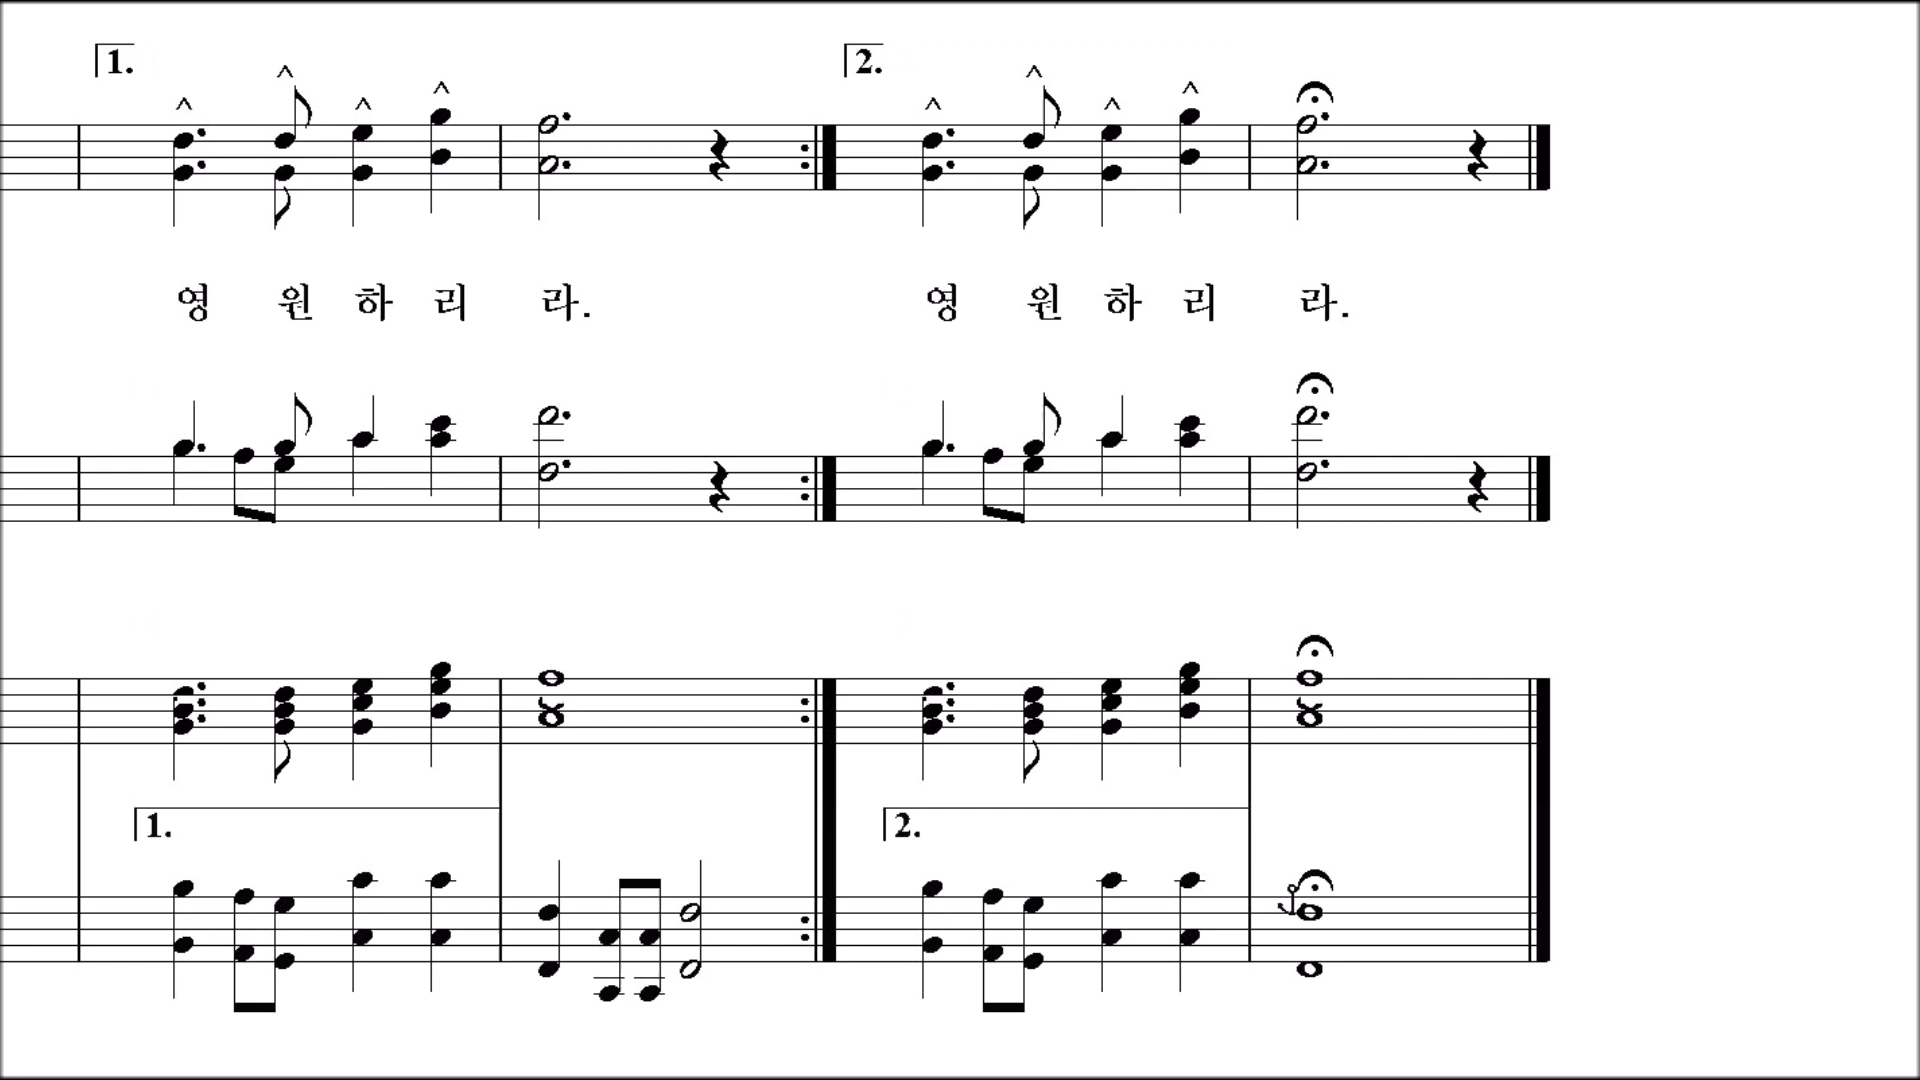 1. 2.
영 원 하 리 라. 영 원 하 리 라.
1. 2.